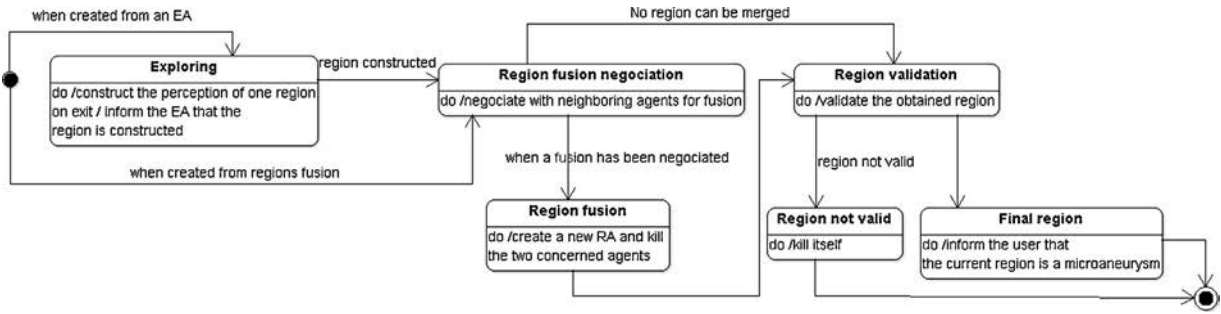 when created from an EA
No region can be merged
Exploring
do /construct the perception of one region
on exit / inform the EA that the
region is constructed
region constructed
Region fusion negociation
do /negociate with neighboring agents for fusion
Region validation
do /validate the obtained region
when created from regions fusion
when a fusion has been negociated
region not valid
Region fusion
do /create a new RA and kill
the two concerned agents
Region not valid
do /kill itself
Final region
do /inform the user that
the current region is a microaneurysm